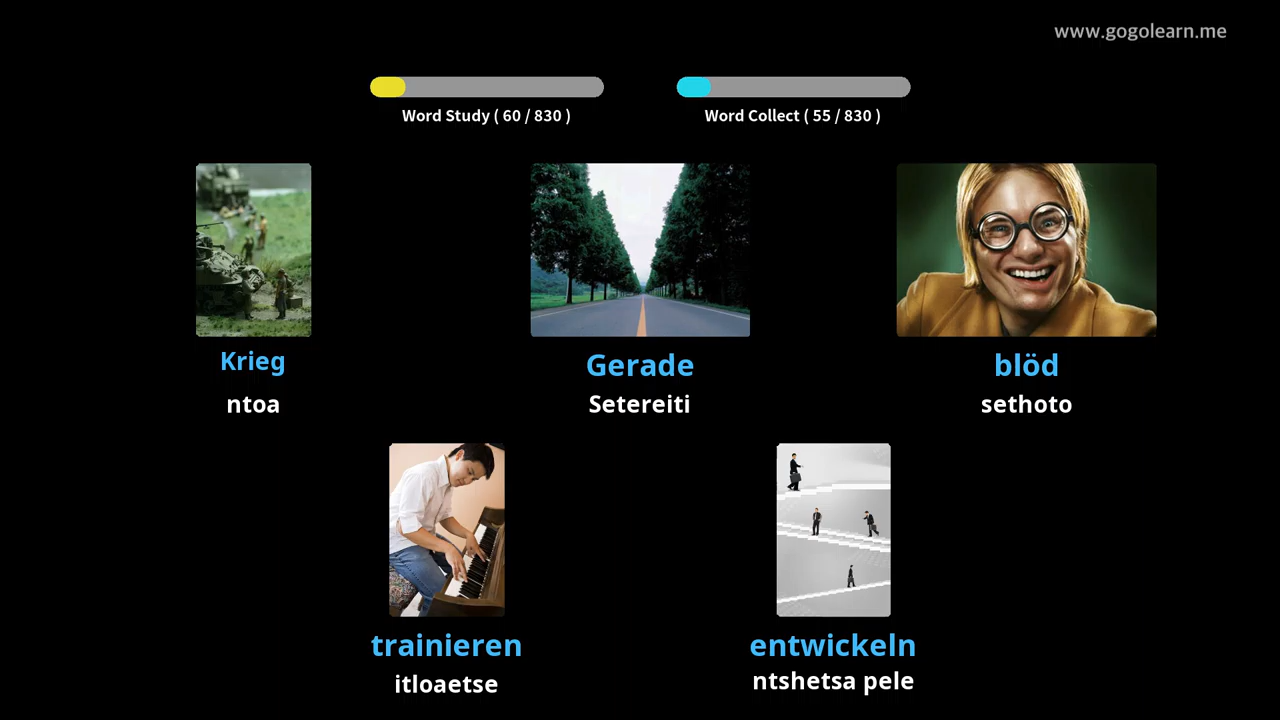 www.gogolearn.me
Word Study ( 60 / 830 )
Word Collect ( 55 / 830 )
Krieg
ntoa
Gerade
Setereiti
blöd
sethoto
trainieren
itloaetse
entwickeln
ntshetsa pele